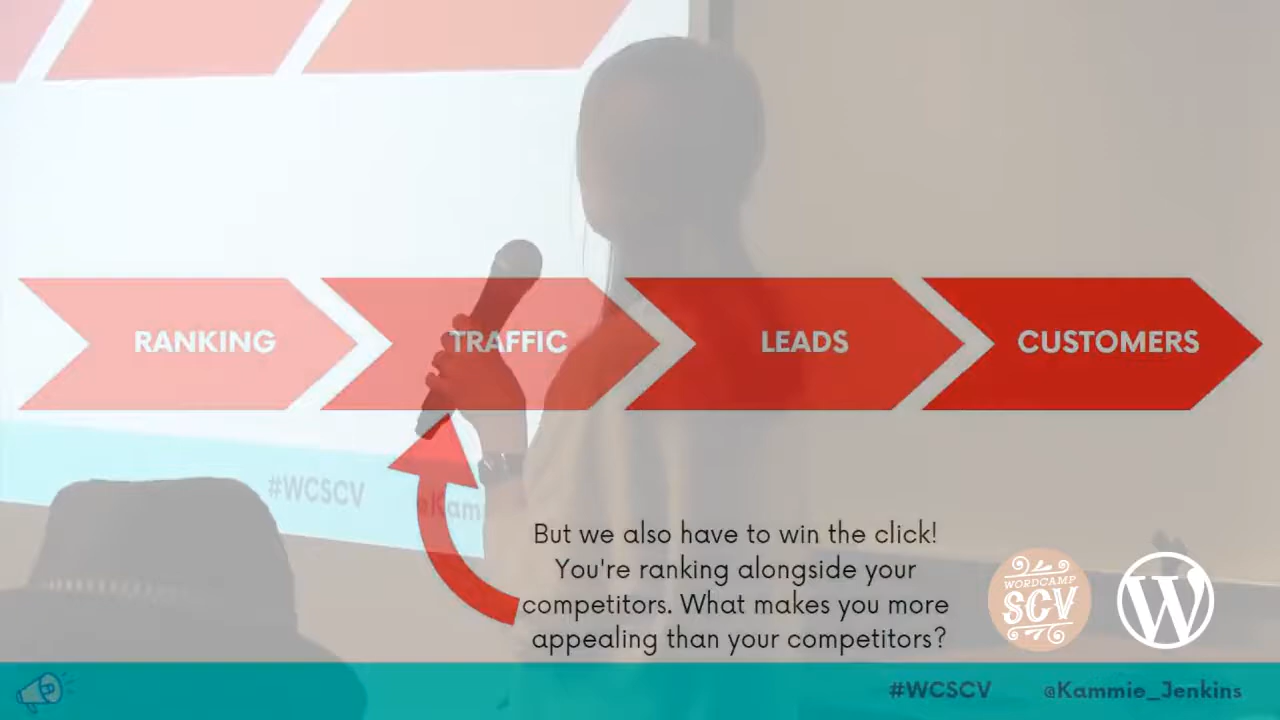 RANKING
TRAFFIC
LEADS
CUSTOMERS
#WCSCV
@Kam
But we also have to win the click!
You're ranking alongside your
competitors. What makes you more
appealing than your competitors?
WORDCAMP
SCV
W
#WCSCV
@Kammie_Jenkins